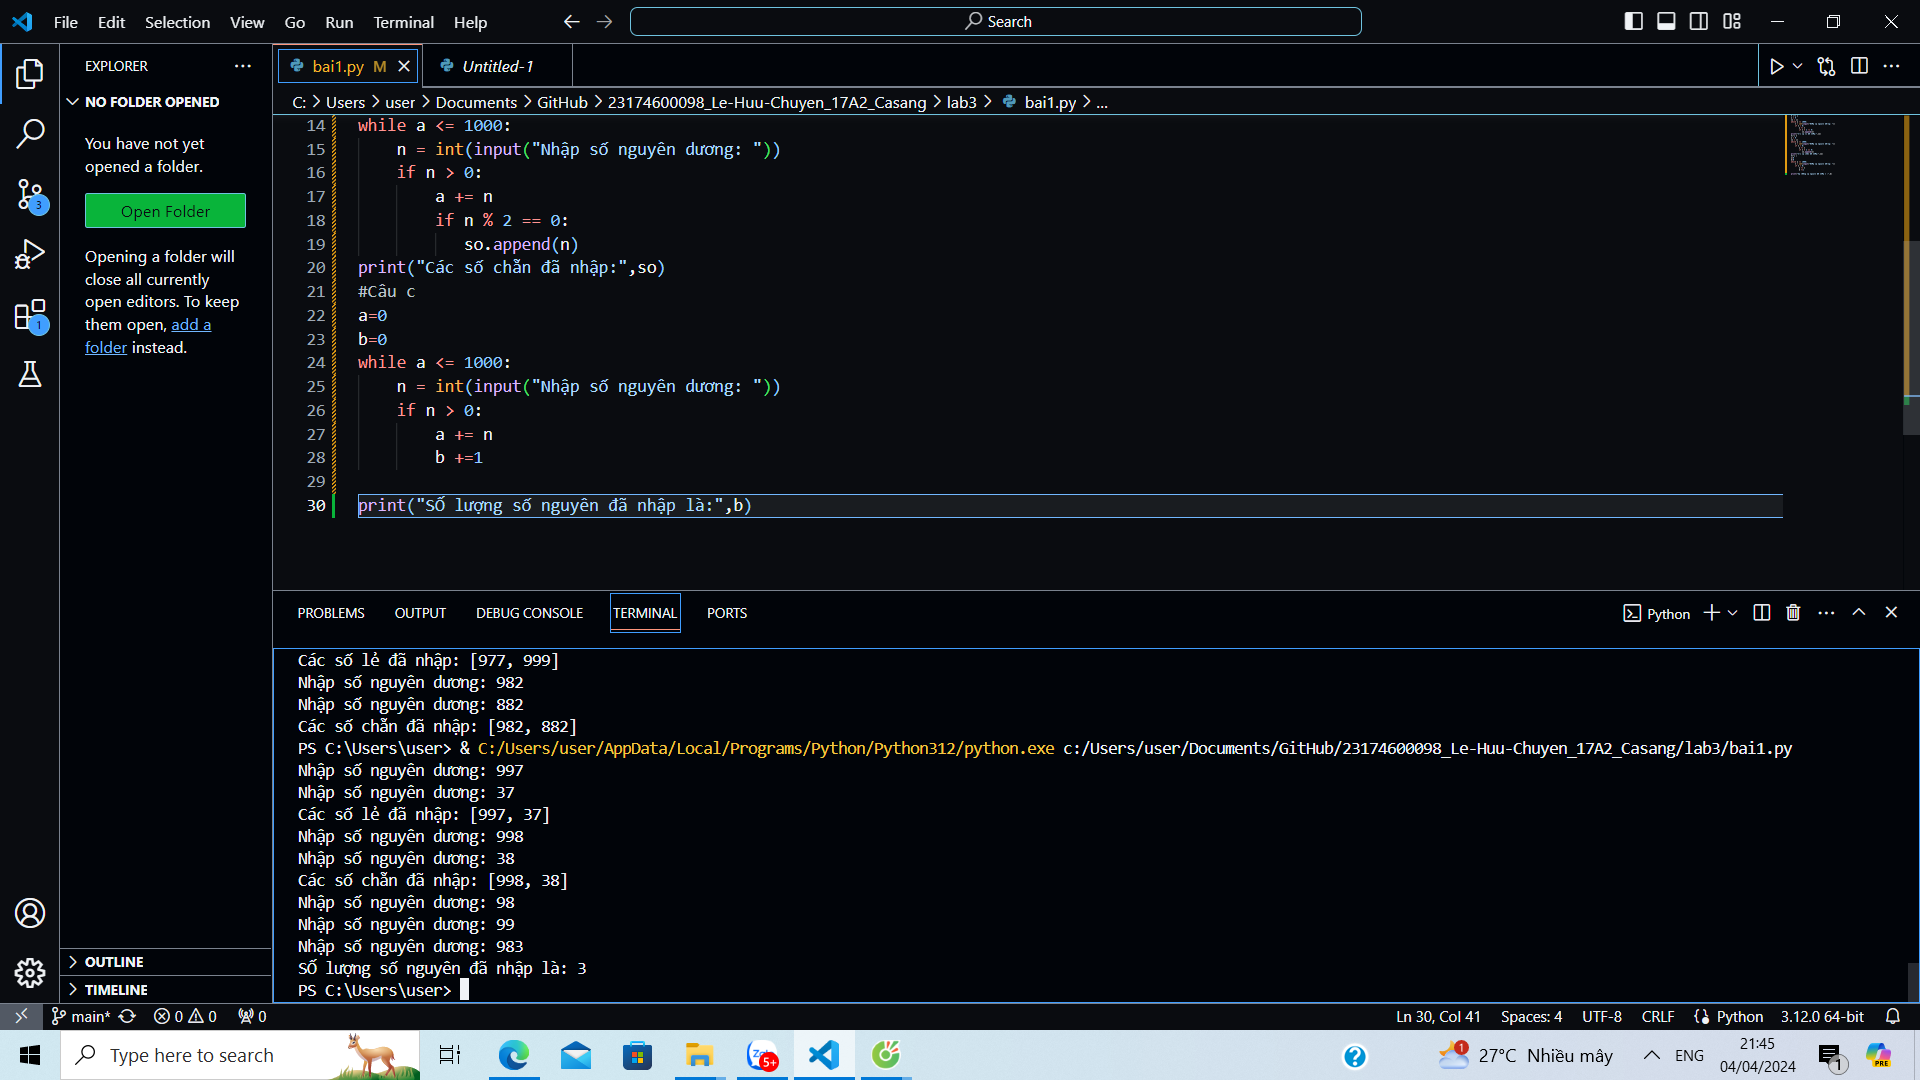 File Edit Selection View Go Run Terminal Help
Search
EXPLORER
NO FOLDER OPENED
You have not yet
opened a folder.
Open Folder
Opening a folder will
close all currently
open editors. To keep
them open, add a
folder instead.
OUTLINE
TIMELINE
3
1
bai1.py M
Untitled-1
C: > Users > user > Documents > GitHub > 23174600098_Le-Huu-Chuyen_17A2_Casang > lab3 > bai1.py > ...
14 while a <= 1000:
15     n = int(input("Nhập số nguyên dương: "))
16     if n > 0:
17         a += n
18         if n % 2 == 0:
19            so.append(n)
20 print("Các số chẵn đã nhập:",so)
21 #Câu c
22 a=0
23 b=0
24 while a <= 1000:
25     n = int(input("Nhập số nguyên dương: "))
26     if n > 0:
27         a += n
28         b +=1
29
30 print("SỐ lượng số nguyên đã nhập là:",b)
PROBLEMS OUTPUT DEBUG CONSOLE TERMINAL PORTS
Python
Các số lẻ đã nhập: [977, 999]
Nhập số nguyên dương: 982
Nhập số nguyên dương: 882
Các số chẵn đã nhập: [982, 882]
PS C:\Users\user> & C:/Users/user/AppData/Local/Programs/Python/Python312/python.exe c:/Users/user/Documents/GitHub/23174600098_Le-Huu-Chuyen_17A2_Casang/lab3/bai1.py
Nhập số nguyên dương: 997
Nhập số nguyên dương: 37
Các số lẻ đã nhập: [997, 37]
Nhập số nguyên dương: 998
Nhập số nguyên dương: 38
Các số chẵn đã nhập: [998, 38]
Nhập số nguyên dương: 98
Nhập số nguyên dương: 99
Nhập số nguyên dương: 983
SỐ lượng số nguyên đã nhập là: 3
PS C:\Users\user>
main* 0 0 0
Ln 30, Col 41 Spaces: 4 UTF-8 CRLF Python 3.12.0 64-bit
Type here to search
5+
1
27°C Nhiều mây
ENG
21:45
04/04/2024
1
PRE